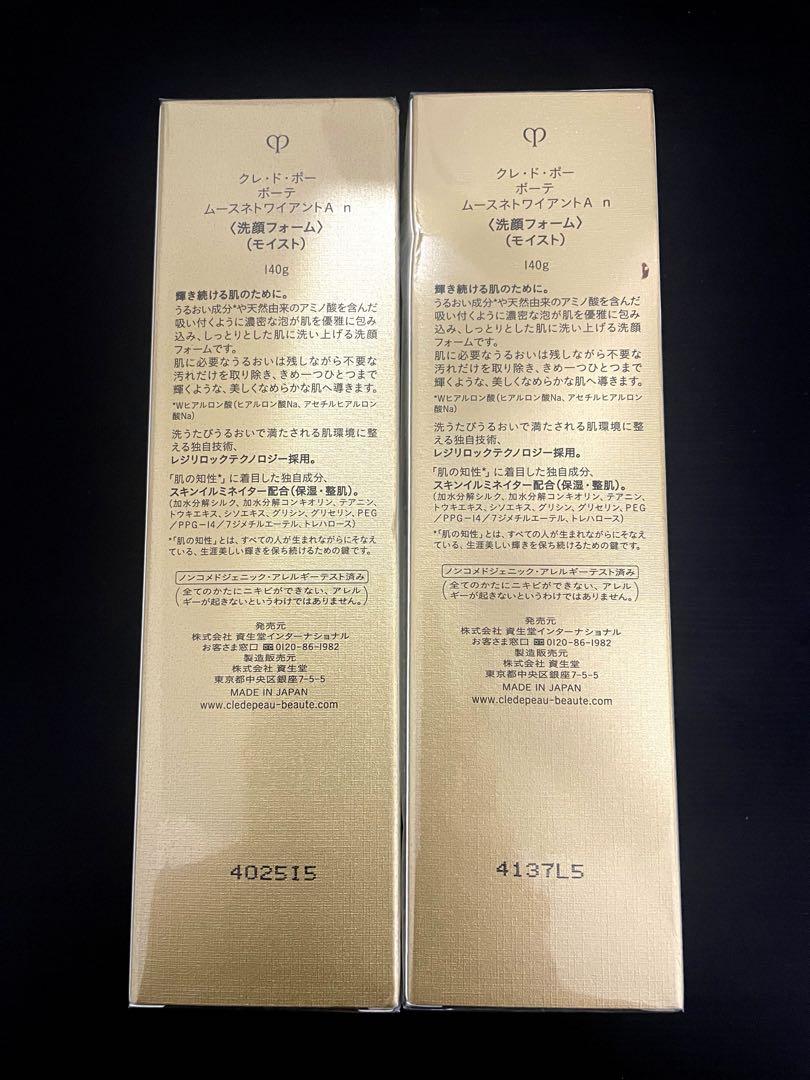 クレ・ド・ポー
ボーテ
ムースネトワイアントA n
〈洗顔フォーム〉
(モイスト)
140g
輝き続ける肌のために。
うるおい成分*や天然由来のアミノ酸を含んだ
吸い付くように濃密な泡が肌を優雅に包み
込み、しっとりとした肌に洗い上げる洗顔
フォームです。
肌に必要なうるおいは残しながら不要な
汚れだけを取り除き、きめ一つひとつまで
輝くような、美しくなめらかな肌へ導きます。
*Wヒアルロン酸(ヒアルロン酸Na、アセチルヒアルロン
酸Na)
洗うたびうるおいで満たされる肌環境に整
える独自技術、
レジリロックテクノロジー採用。
「肌の知性*」に着目した独自成分、
スキンイルミネイター配合(保湿・整肌)。
(加水分解シルク、加水分解コンキオリン、テアニン、
トウキエキス、シソエキス、グリシン、グリセリン、PEG
/PPG-14/7ジメチルエーテル、トレハロース)
*「肌の知性」とは、すべての人が生まれながらにそなえ
ている、生涯美しい輝きを保ち続けるための鍵です。
ノンコメドジェニック・アレルギーテスト済み
(全てのかたにニキビができない、アレル
ギーが起きないというわけではありません。)
発売元
株式会社 資生堂インターナショナル
お客さま窓口 0120-86-1982
製造販売元
株式会社 資生堂
東京都中央区銀座7-5-5
MADE IN JAPAN
www.cledepeau-beaute.com
4025I5
クレ・ド・ポー
ボーテ
ムースネトワイアントA n
〈洗顔フォーム〉
(モイスト)
140g
輝き続ける肌のために。
うるおい成分*や天然由来のアミノ酸を含んだ
吸い付くように濃密な泡が肌を優雅に包み
込み、しっとりとした肌に洗い上げる洗顔
フォームです。
肌に必要なうるおいは残しながら不要な
汚れだけを取り除き、きめ一つひとつまで
輝くような、美しくなめらかな肌へ導きます。
*Wヒアルロン酸(ヒアルロン酸Na、アセチルヒアルロン
酸Na)
洗うたびうるおいで満たされる肌環境に整
える独自技術、
レジリロックテクノロジー採用。
「肌の知性*」に着目した独自成分、
スキンイルミネイター配合(保湿・整肌)。
(加水分解シルク、加水分解コンキオリン、テアニン、
トウキエキス、シソエキス、グリシン、グリセリン、PEG
/PPG-14/7ジメチルエーテル、トレハロース)
*「肌の知性」とは、すべての人が生まれながらにそなえ
ている、生涯美しい輝きを保ち続けるための鍵です。
ノンコメドジェニック・アレルギーテスト済み
(全てのかたにニキビができない、アレル
ギーが起きないというわけではありません。)
発売元
株式会社 資生堂インターナショナル
お客さま窓口 0120-86-1982
製造販売元
株式会社 資生堂
東京都中央区銀座7-5-5
MADE IN JAPAN
www.cledepeau-beaute.com
4137L5